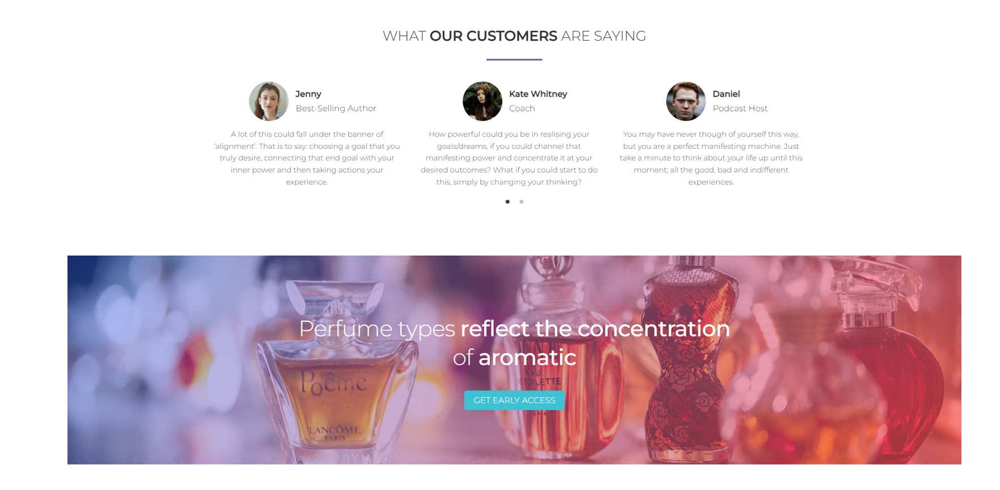 WHAT OUR CUSTOMERS ARE SAYING
Jenny
Best-Selling Author
A lot of this could fall under the banner of
‘alignment’. That is to say: choosing a goal that you
truly desire, connecting that end goal with your
inner power and then taking actions your
experience.
Kate Whitney
Coach
How powerful could you be in realising your
goals/dreams, if you could channel that
manifesting power and concentrate it at your
desired outcomes? What if you could start to do
this, simply by changing your thinking?
Daniel
Podcast Host
You may have never though of yourself this way,
but you are a perfect manifesting machine. Just
take a minute to think about your life up until this
moment; all the good, bad and indifferent
experiences.
Perfume types reflect the concentration
of aromatic
GET EARLY ACCESS
Poême
LANCÔME
PARIS
EAU
TOILETTE